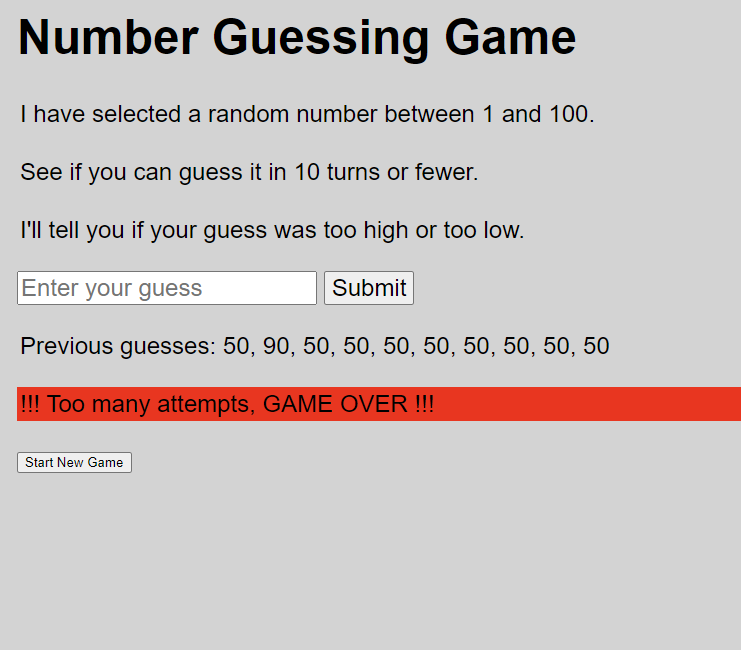 Number Guessing Game
I have selected a random number between 1 and 100.
See if you can guess it in 10 turns or fewer.
I'll tell you if your guess was too high or too low.
Enter your guess Submit
Previous guesses: 50, 90, 50, 50, 50, 50, 50, 50, 50, 50
!!! Too many attempts, GAME OVER !!!
Start New Game